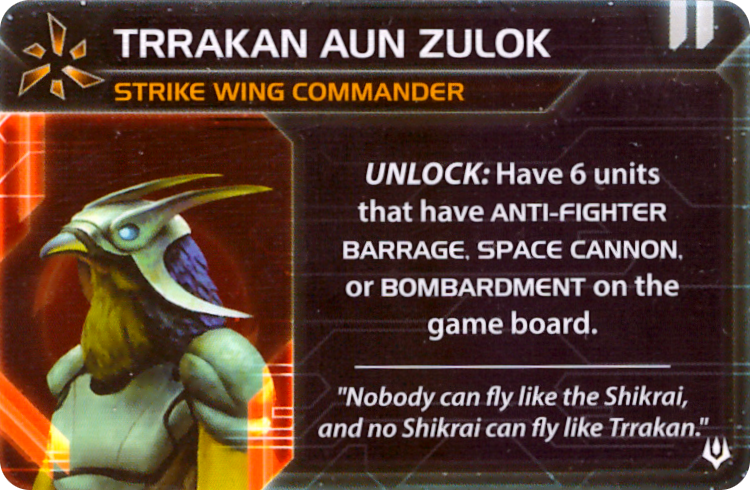 TRRAKAN AUN ZULOK
STRIKE WING COMMANDER
UNLOCK: Have 6 units
that have ANTI-FIGHTER
BARRAGE, SPACE CANNON,
or BOMBARDMENT on the
game board.
"Nobody can fly like the Shikrai,
and no Shikrai can fly like Trrakan."